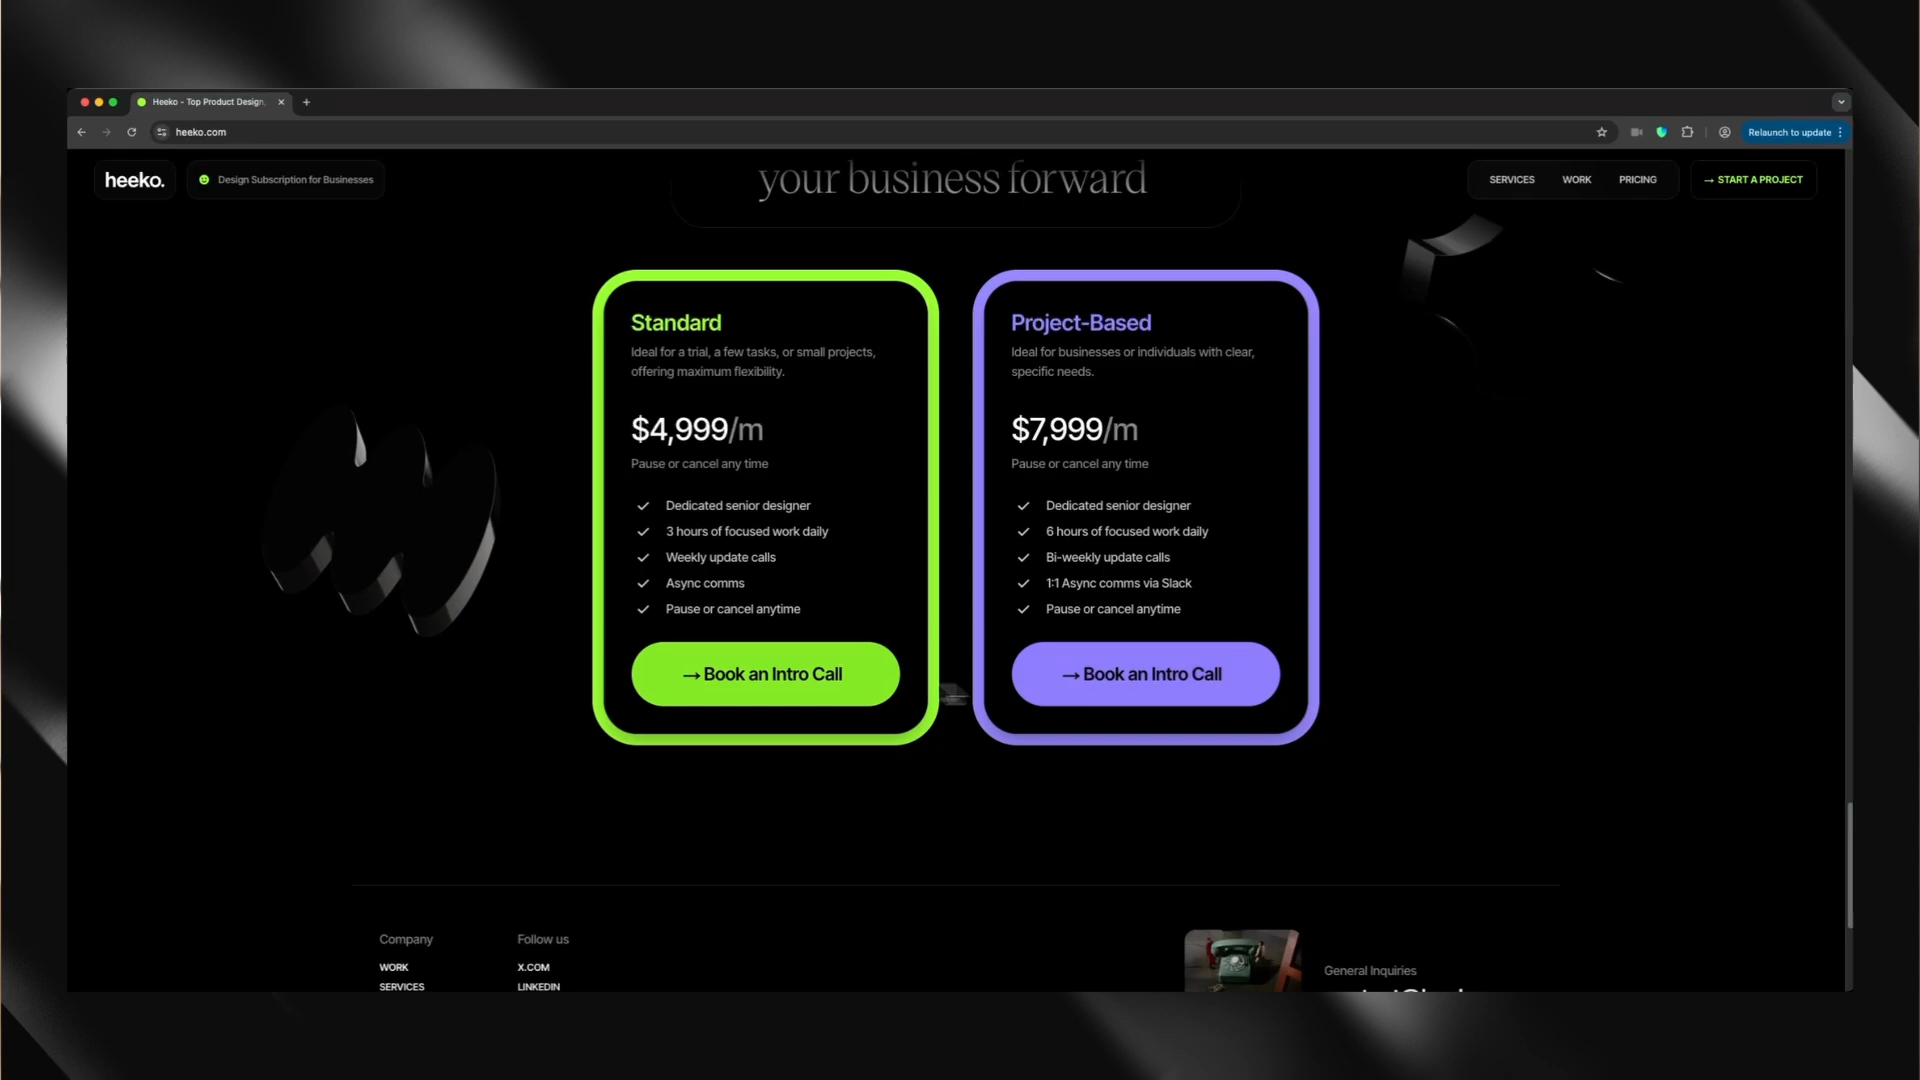 Heeko - Top Product Design,
heeko.com
Relaunch to update
heeko.
Design Subscription for Businesses
your business forward
SERVICES
WORK
PRICING
→ START A PROJECT
Standard
Ideal for a trial, a few tasks, or small projects,
offering maximum flexibility.
$4,999/m
Pause or cancel any time
Dedicated senior designer
3 hours of focused work daily
Weekly update calls
Async comms
Pause or cancel anytime
→ Book an Intro Call
Project-Based
Ideal for businesses or individuals with clear,
specific needs.
$7,999/m
Pause or cancel any time
Dedicated senior designer
6 hours of focused work daily
Bi-weekly update calls
1:1 Async comms via Slack
Pause or cancel anytime
→ Book an Intro Call
Company
WORK
SERVICES
Follow us
X.COM
LINKEDIN
General Inquiries